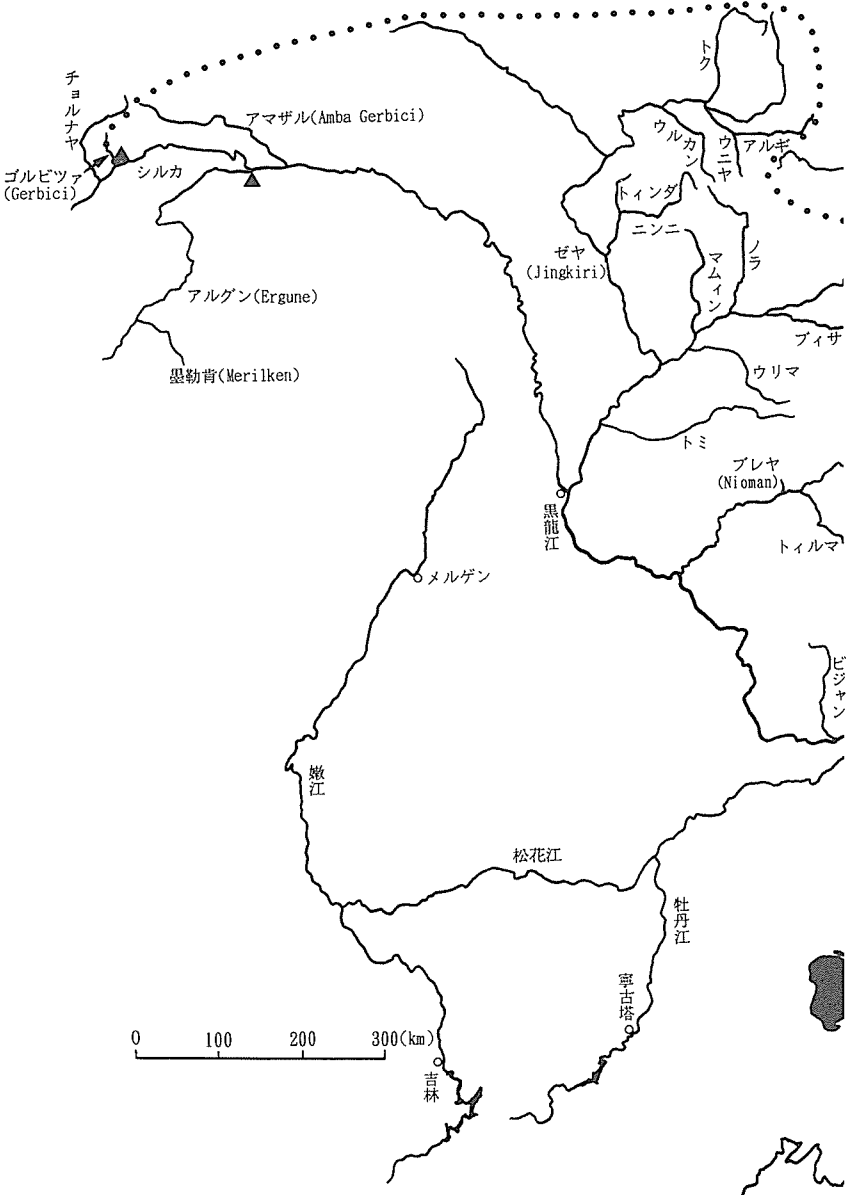 トク
チョルナヤ
アマザル(Amba Gerbici)
ウルカン
ウニヤ
アルギ
ゴルビツァ
(Gerbici)
シルカ
トィンダ
ニンニ
マムィン
ノラ
ゼヤ
(Jingkiri)
アルグン(Ergune)
ブィサ
墨勒肯(Merilken)
ウリマ
トミ
ブレヤ
(Nioman)
黒龍江
トィルマ
メルゲン
ビジャン
嫩江
松花江
牡丹江
寧古塔
0 100 200 300(km)
吉林